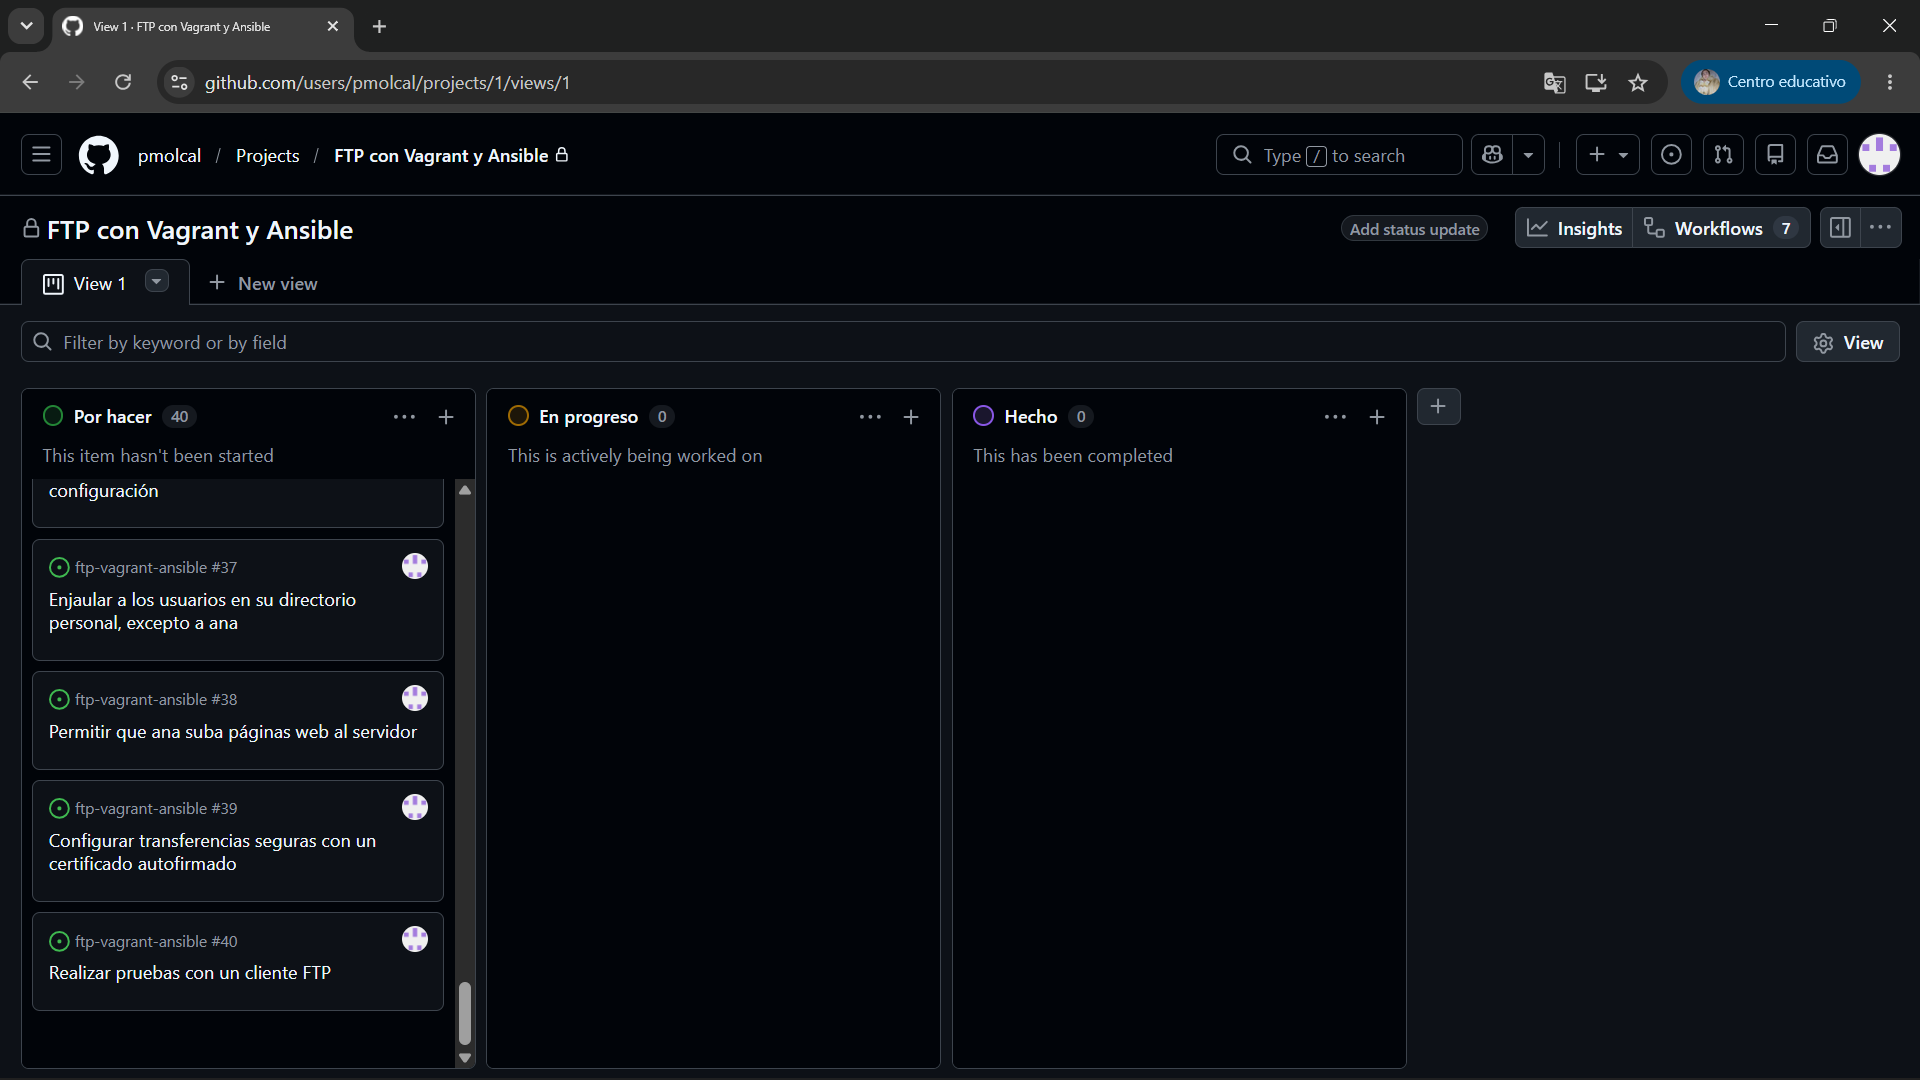 View 1 · FTP con Vagrant y Ansible
github.com/users/pmolcal/projects/1/views/1
Centro educativo
pmolcal / Projects / FTP con Vagrant y Ansible
Type / to search
FTP con Vagrant y Ansible
Add status update
Insights
Workflows 7
View 1
New view
Filter by keyword or by field
View
Por hacer 40
This item hasn't been started
configuración
ftp-vagrant-ansible #37
Enjaular a los usuarios en su directorio
personal, excepto a ana
ftp-vagrant-ansible #38
Permitir que ana suba páginas web al servidor
ftp-vagrant-ansible #39
Configurar transferencias seguras con un
certificado autofirmado
ftp-vagrant-ansible #40
Realizar pruebas con un cliente FTP
En progreso 0
This is actively being worked on
Hecho 0
This has been completed